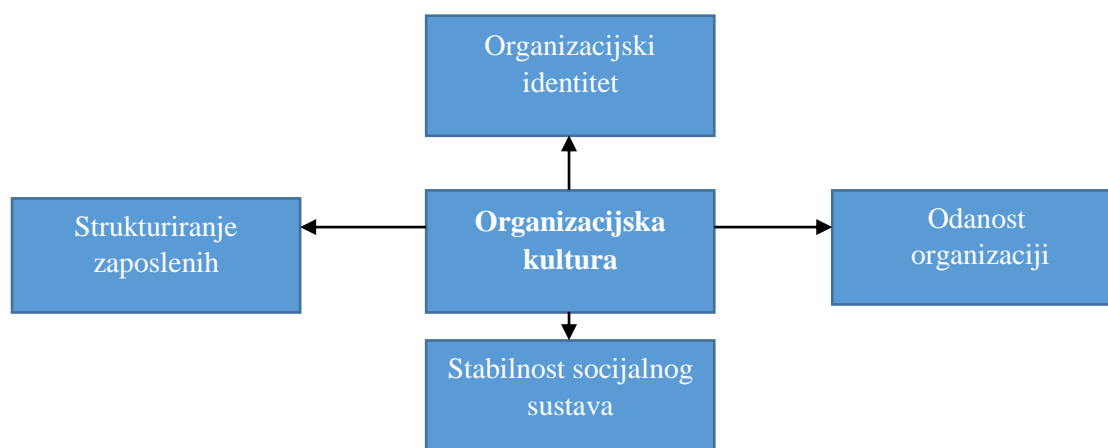 Organizacijski
identitet
Strukturiranje
zaposlenih
Organizacijska
kultura
Odanost
organizaciji
Stabilnost socijalnog
sustava